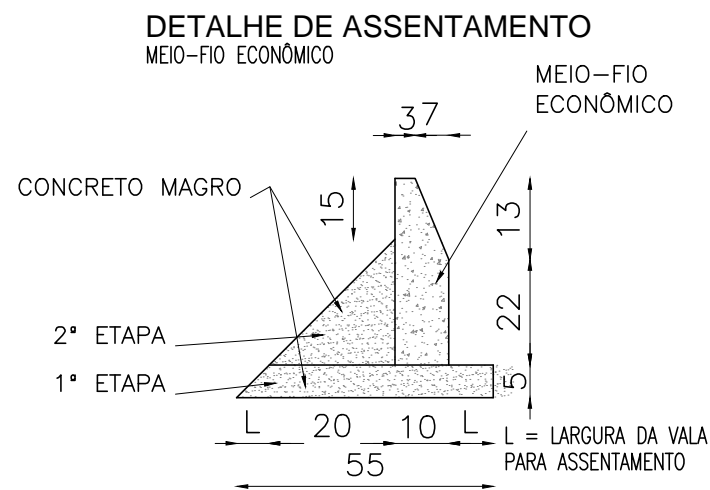 DETALHE DE ASSENTAMENTO
MEIO-FIO ECONÔMICO
MEIO-FIO
ECONÔMICO
37
CONCRETO MAGRO
15
13
22
2ª ETAPA
1ª ETAPA
5
L 20 10 L
L = LARGURA DA VALA
PARA ASSENTAMENTO
55